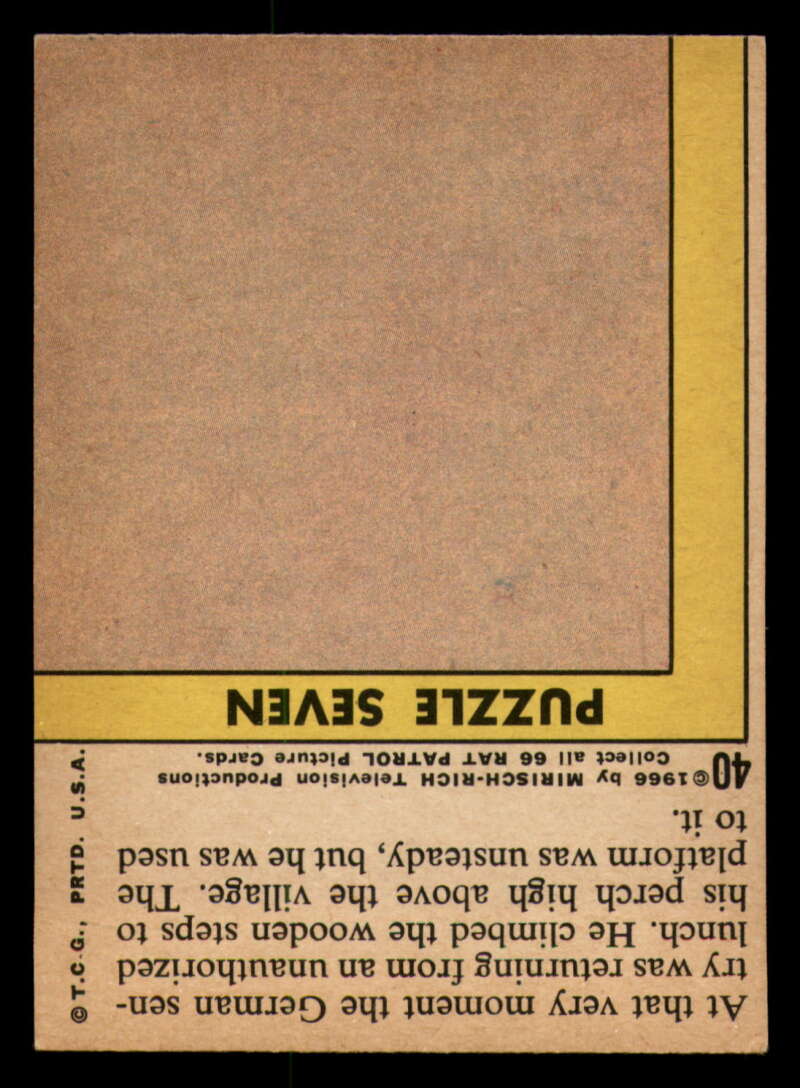 At that very moment the German sen-
try was returning from an unauthorized
lunch. He climbed the wooden steps to
his perch high above the village. The
platform was unsteady, but he was used
to it.
40 ©1966 by MIRISCH-RICH Television Productions
Collect all 66 RAT PATROL Picture Cards.
PUZZLE SEVEN
© T.C.G., PRTD. U.S.A.